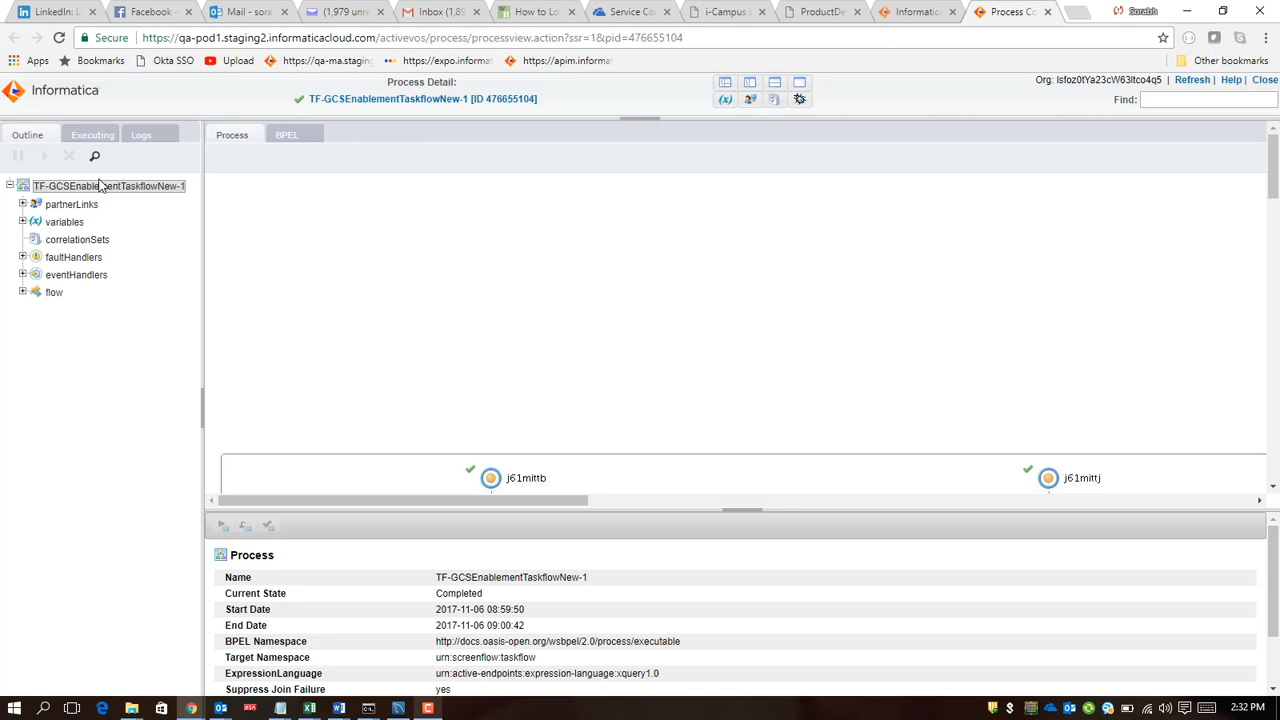 LinkedIn: L
Facebook -
Mail - sora
(1,979 unre
Inbox (1,89
How to Lo
Service Co
i-Campus
ProductDe
Informatic
Process Co
Sorabh
Secure
https://qa-pod1.staging2.informaticacloud.com/activevos/process/processview.action?ssr=1&pid=476655104
Apps
Bookmarks
Okta SSO
Upload
https://qa-ma.staging
https://expo.informat
https://apim.informa
Other bookmarks
Informatica
Process Detail:
TF-GCSEnablementTaskflowNew-1 [ID 476655104]
Refresh | Help | Close
Find:
Outline
Executing
Logs
Process
BPEL
TF-GCSEnablementTaskflowNew-1
partnerLinks
variables
correlationSets
faultHandlers
eventHandlers
flow
j61mittb
j61mittj
Process
Name TF-GCSEnablementTaskflowNew-1
Current State Completed
Start Date 2017-11-06 08:59:50
End Date 2017-11-06 09:00:42
BPEL Namespace http://docs.oasis-open.org/wsbpel/2.0/process/executable
Target Namespace urn:screenflow:taskflow
ExpressionLanguage urn:active-endpoints:expression-language:xquery1.0
Suppress Join Failure yes
2:32 PM